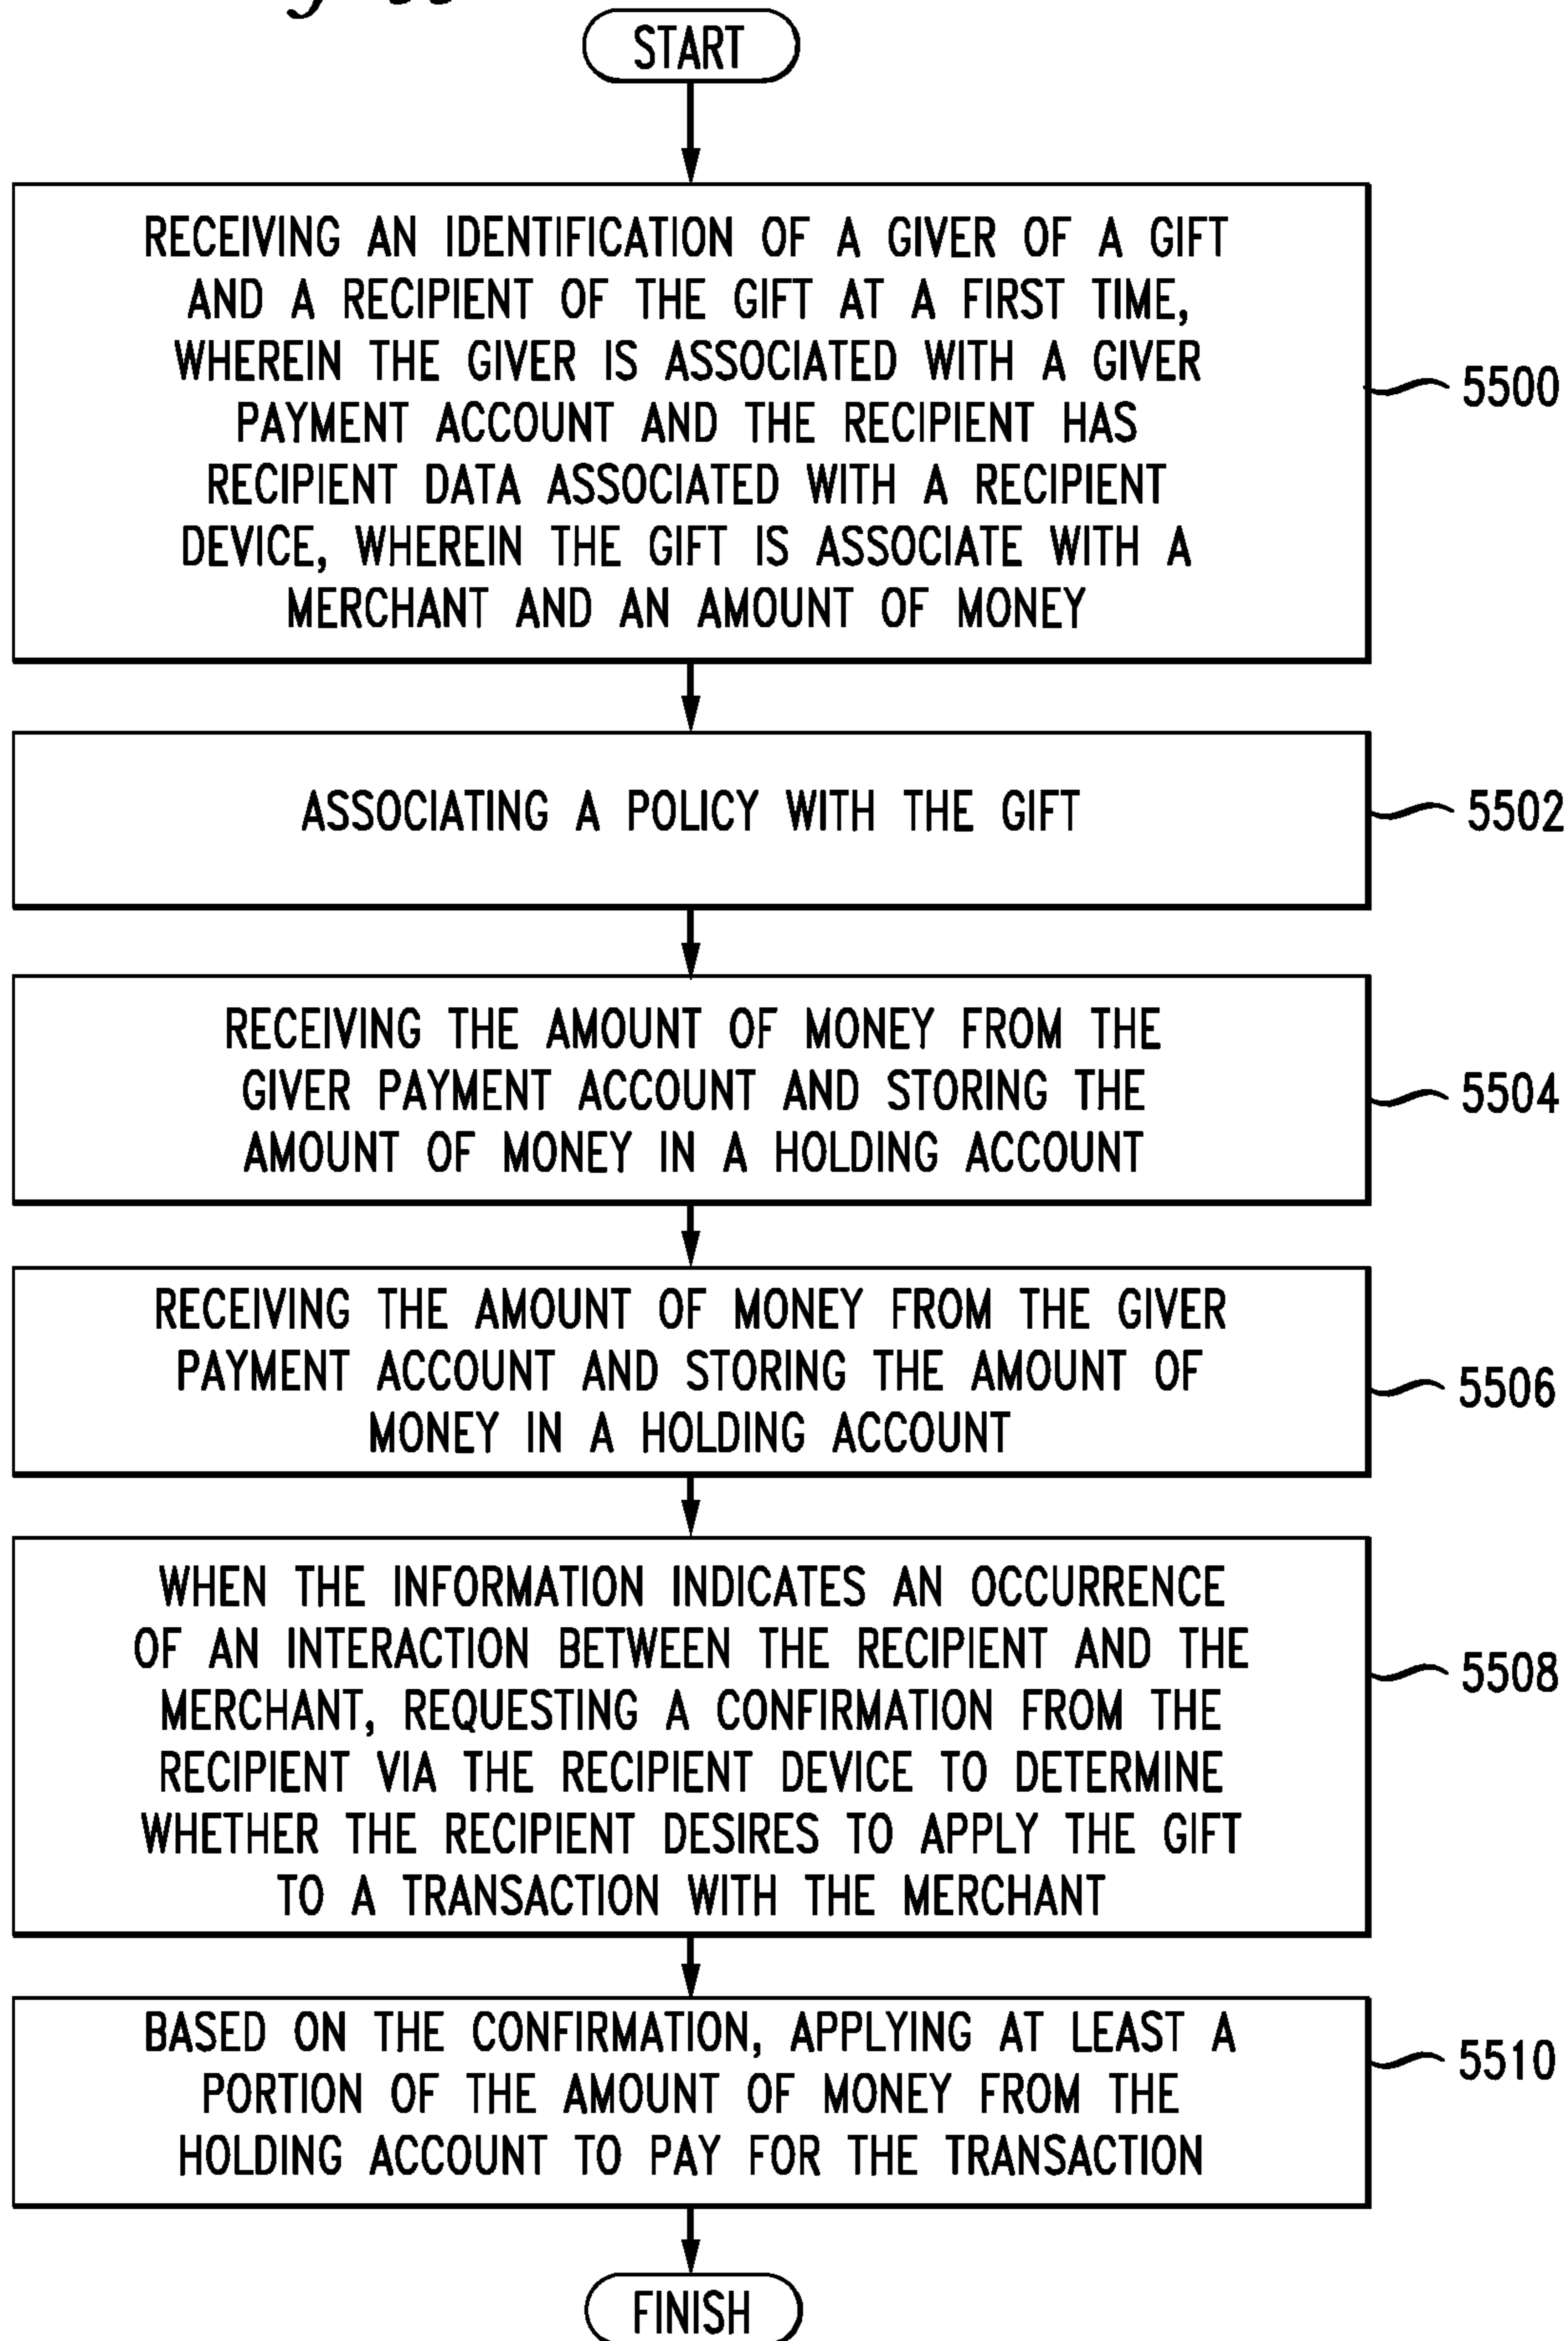 START
RECEIVING AN IDENTIFICATION OF A GIVER OF A GIFT
AND A RECIPIENT OF THE GIFT AT A FIRST TIME,
WHEREIN THE GIVER IS ASSOCIATED WITH A GIVER
PAYMENT ACCOUNT AND THE RECIPIENT HAS
RECIPIENT DATA ASSOCIATED WITH A RECIPIENT
DEVICE, WHEREIN THE GIFT IS ASSOCIATE WITH A
MERCHANT AND AN AMOUNT OF MONEY
5500
ASSOCIATING A POLICY WITH THE GIFT
5502
RECEIVING THE AMOUNT OF MONEY FROM THE
GIVER PAYMENT ACCOUNT AND STORING THE
AMOUNT OF MONEY IN A HOLDING ACCOUNT
5504
RECEIVING THE AMOUNT OF MONEY FROM THE GIVER
PAYMENT ACCOUNT AND STORING THE AMOUNT OF
MONEY IN A HOLDING ACCOUNT
5506
WHEN THE INFORMATION INDICATES AN OCCURRENCE
OF AN INTERACTION BETWEEN THE RECIPIENT AND THE
MERCHANT, REQUESTING A CONFIRMATION FROM THE
RECIPIENT VIA THE RECIPIENT DEVICE TO DETERMINE
WHETHER THE RECIPIENT DESIRES TO APPLY THE GIFT
TO A TRANSACTION WITH THE MERCHANT
5508
BASED ON THE CONFIRMATION, APPLYING AT LEAST A
PORTION OF THE AMOUNT OF MONEY FROM THE
HOLDING ACCOUNT TO PAY FOR THE TRANSACTION
5510
FINISH